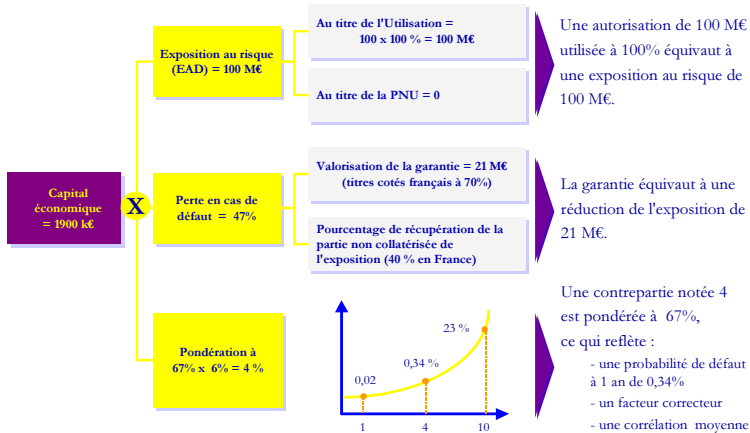 Capital
économique
= 1900 k€
X
Exposition au risque
(EAD) = 100 M€
Au titre de l'Utilisation =
100 x 100 % = 100 M€
Au titre de la PNU = 0
Une autorisation de 100 M€
utilisée à 100% équivaut à
une exposition au risque de
100 M€.
Perte en cas de
défaut = 47%
Valorisation de la garantie = 21 M€
(titres cotés français à 70%)
Pourcentage de récupération de la
partie non collatérisée de
l'exposition (40 % en France)
La garantie équivaut à une
réduction de l'exposition de
21 M€.
Pondération à
67% x 6% = 4 %
0,02
0,34 %
23 %
1
4
10
Une contrepartie notée 4
est pondérée à 67%,
ce qui reflète :
- une probabilité de défaut
à 1 an de 0,34%
- un facteur correcteur
- une corrélation moyenne